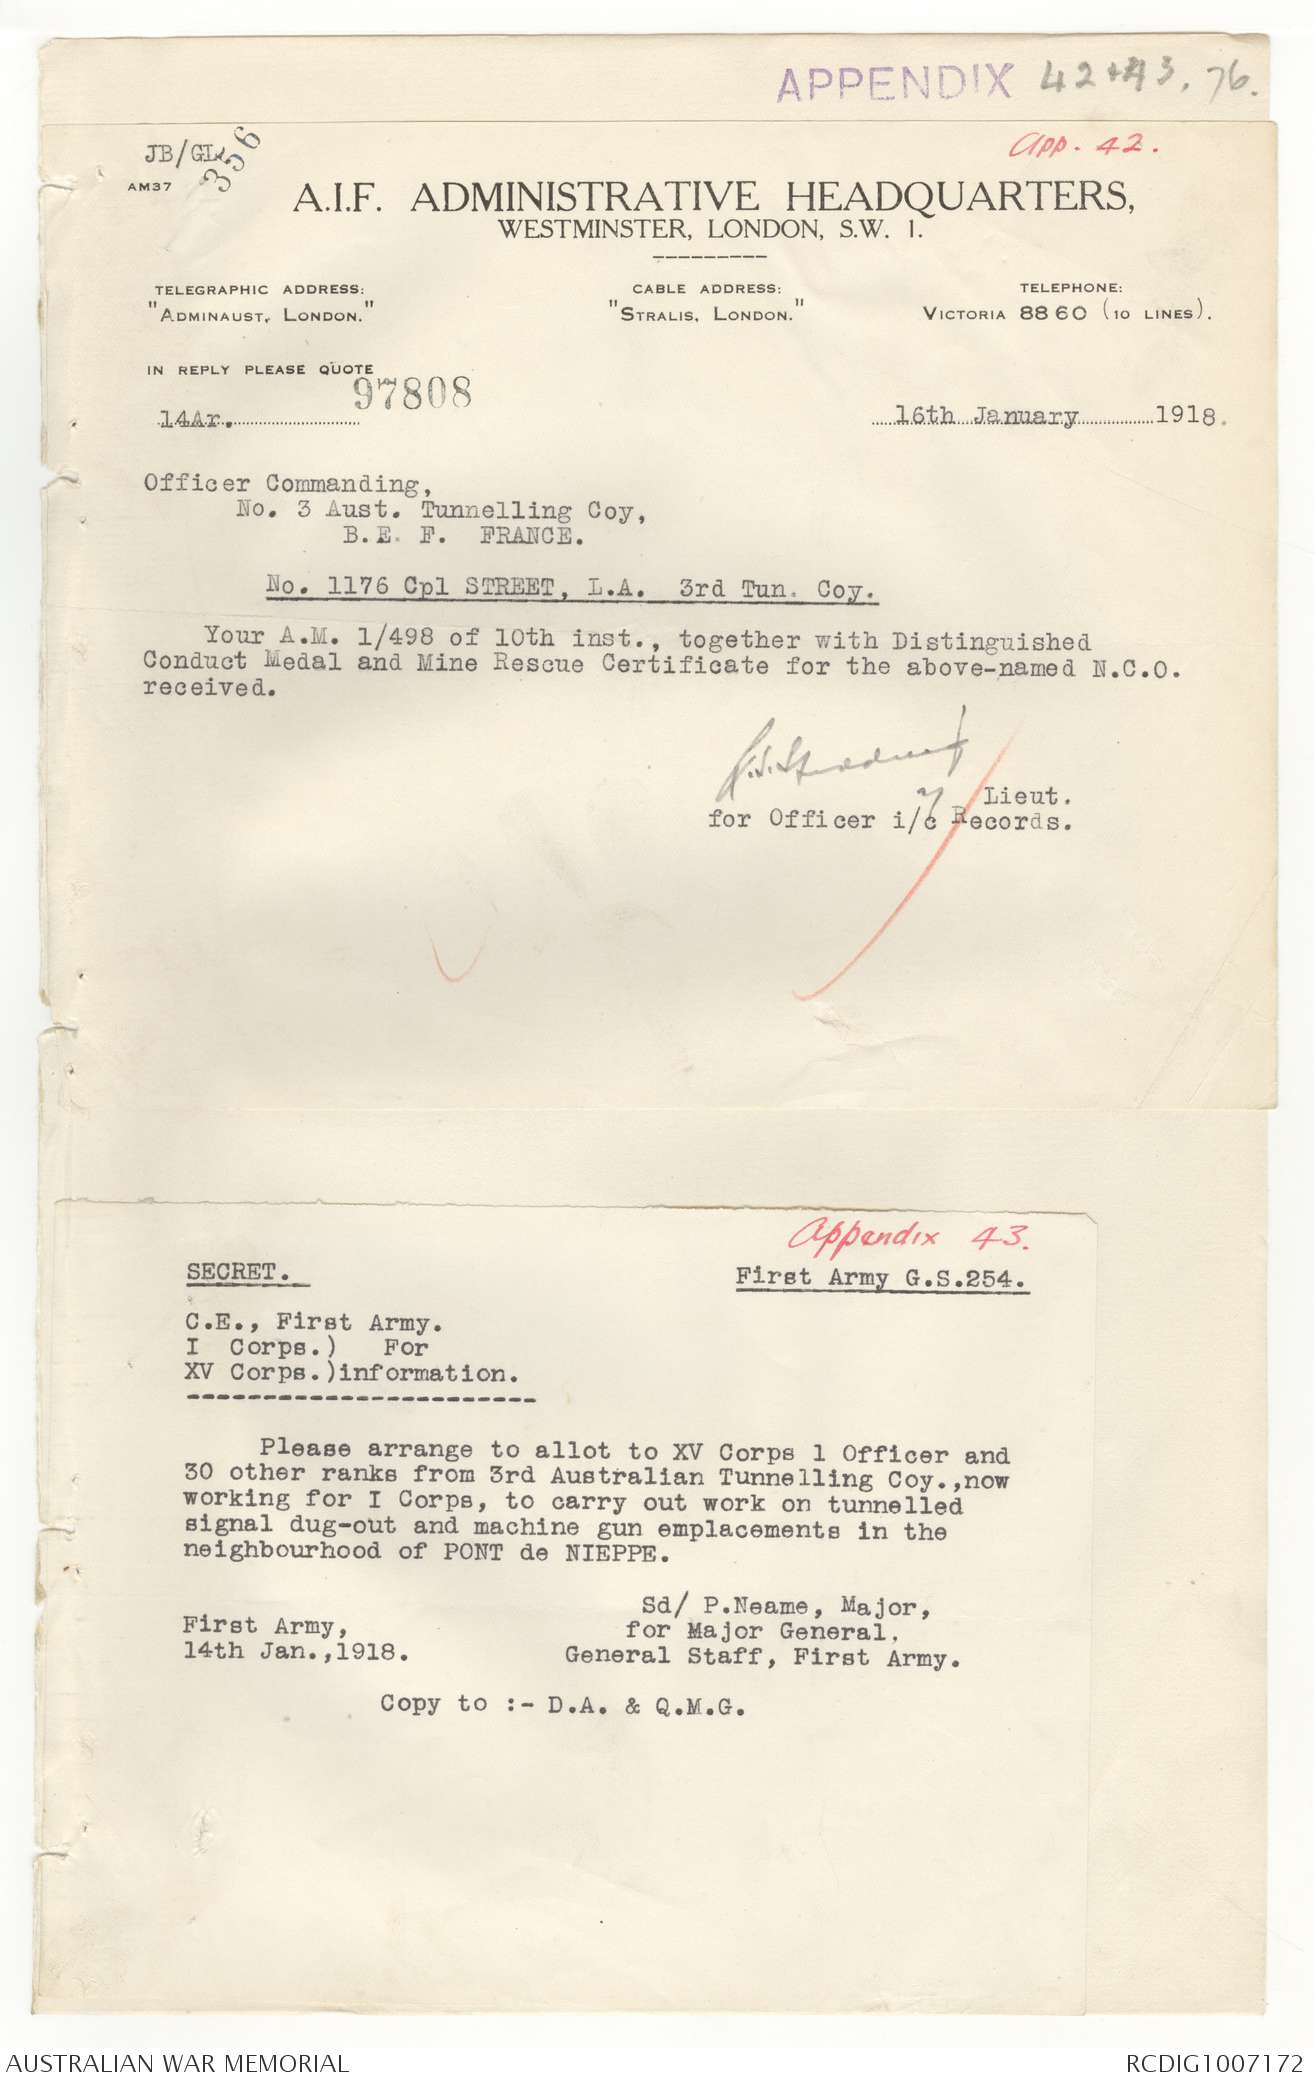 APPENDIX 42+43. 76.
App. 42.
JB/GL
356
AM37
A.I.F. ADMINISTRATIVE HEADQUARTERS,
WESTMINSTER, LONDON, S.W. 1.
TELEGRAPHIC ADDRESS: CABLE ADDRESS: TELEPHONE:
"ADMINAUST, LONDON." "STRALIS, LONDON." VICTORIA 8860 (10 LINES).
IN REPLY PLEASE QUOTE
97808
14Ar. 16th January 1918.
Officer Commanding,
No. 3 Aust. Tunnelling Coy,
B.E. F. FRANCE.
No. 1176 Cpl STREET, L.A. 3rd Tun. Coy.
Your A.M. 1/498 of 10th inst., together with Distinguished
Conduct Medal and Mine Rescue Certificate for the above-named N.C.O.
received.
Lieut.
for Officer i/c Records.
Appendix 43.
SECRET. First Army G.S.254.
C.E., First Army.
I Corps.) For
XV Corps.)information.
Please arrange to allot to XV Corps 1 Officer and
30 other ranks from 3rd Australian Tunnelling Coy.,now
working for I Corps, to carry out work on tunnelled
signal dug-out and machine gun emplacements in the
neighbourhood of PONT de NIEPPE.
Sd/ P.Neame, Major,
First Army, for Major General,
14th Jan.,1918. General Staff, First Army.
Copy to :- D.A. & Q.M.G.
AUSTRALIAN WAR MEMORIAL RCDIG1007172